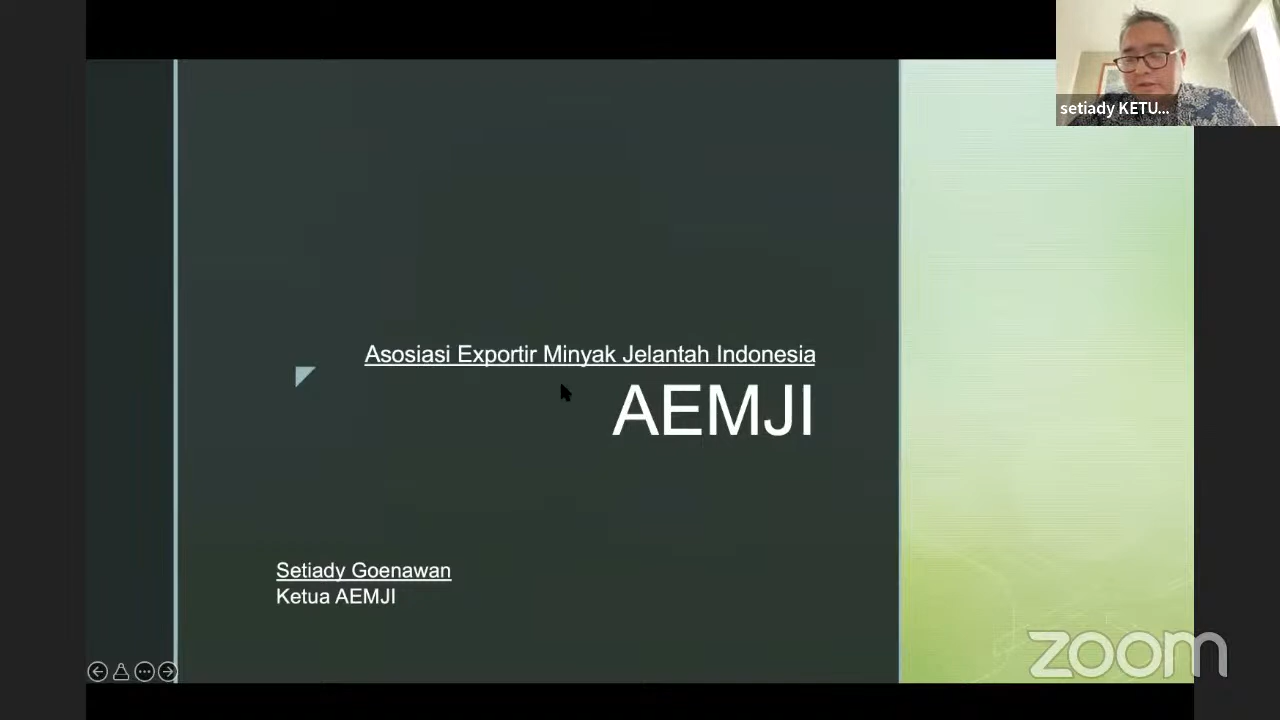 setiady KETU...
Asosiasi Exportir Minyak Jelantah Indonesia
AEMJI
Setiady Goenawan
Ketua AEMJI
zoom